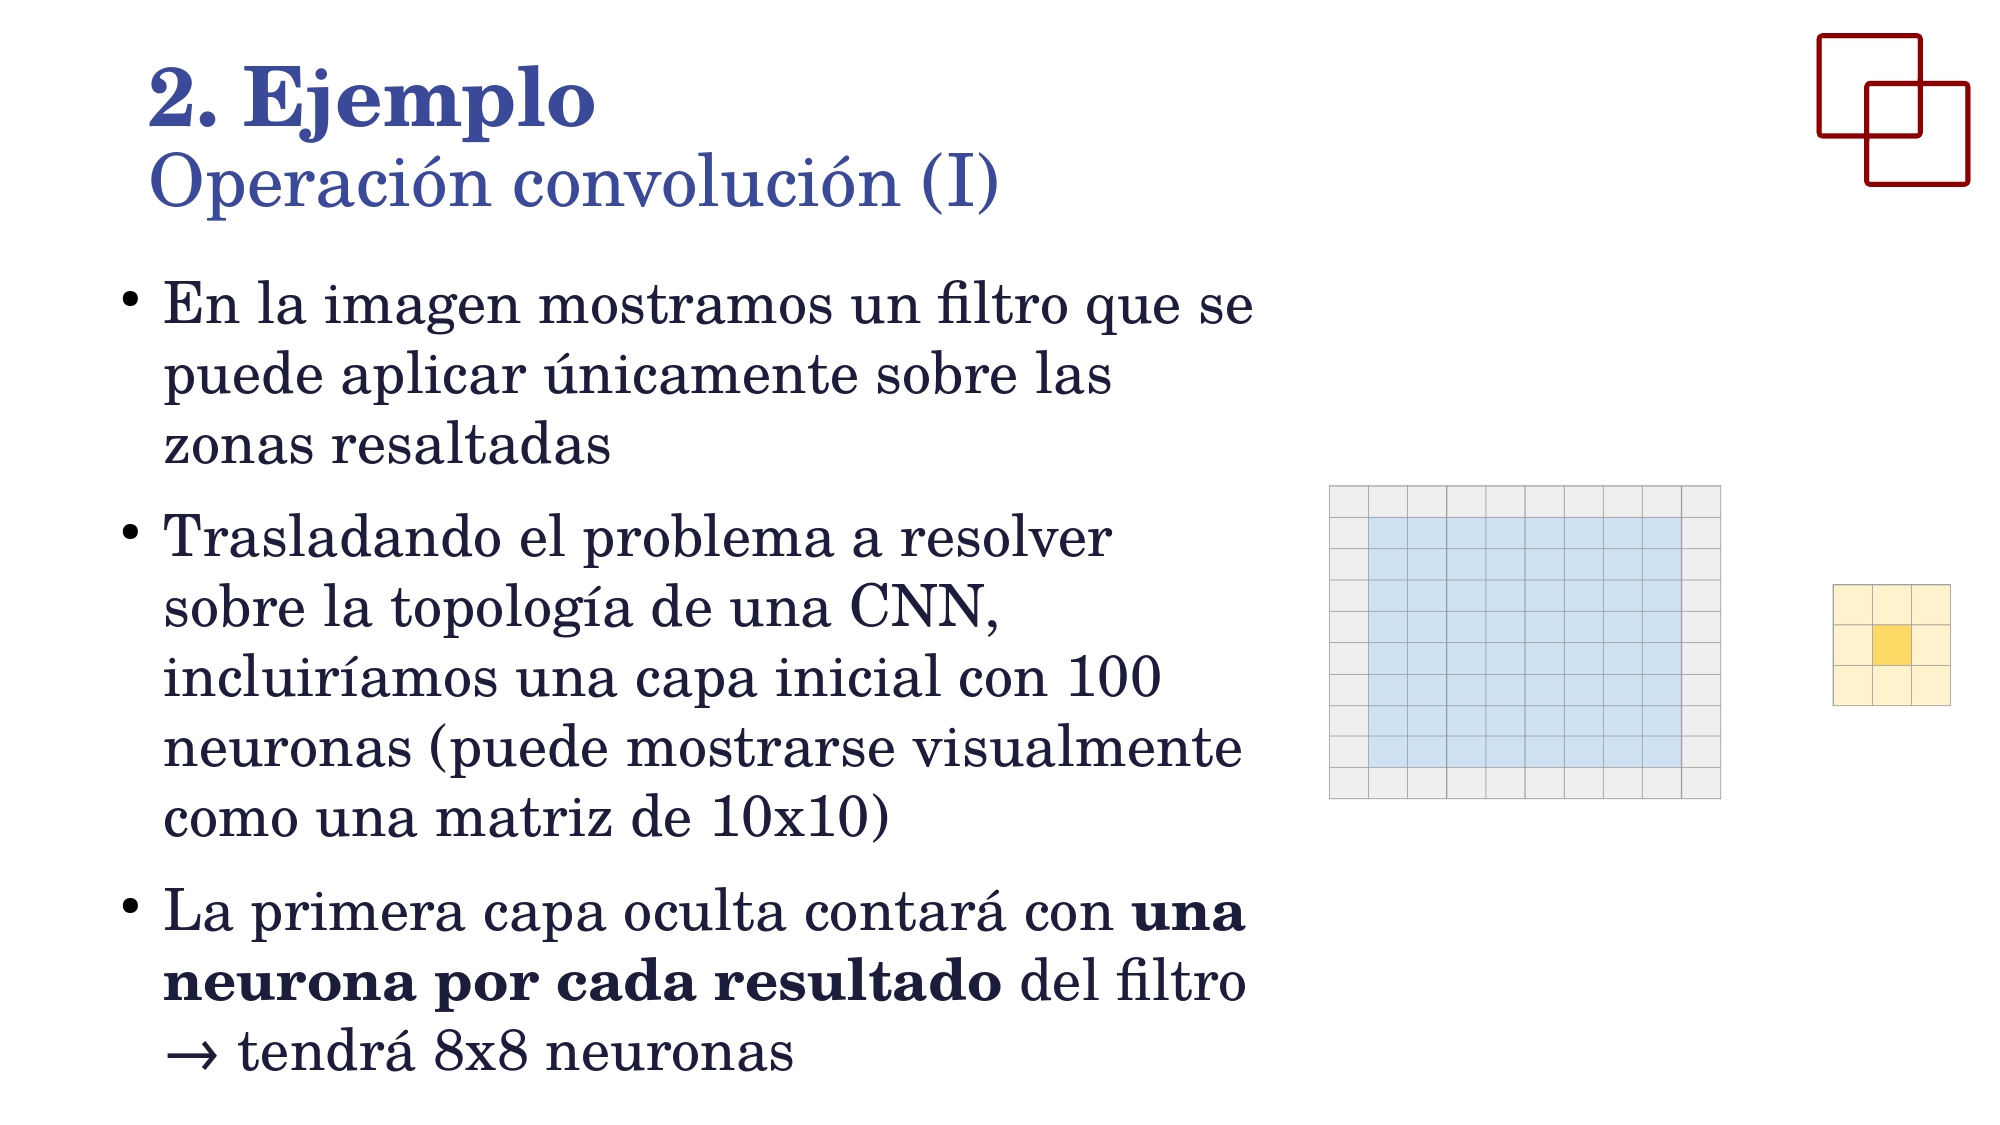 2. Ejemplo
Operación convolución (I)
• En la imagen mostramos un filtro que se
puede aplicar únicamente sobre las
zonas resaltadas
• Trasladando el problema a resolver
sobre la topología de una CNN,
incluiríamos una capa inicial con 100
neuronas (puede mostrarse visualmente
como una matriz de 10x10)
• La primera capa oculta contará con una
neurona por cada resultado del filtro
→ tendrá 8x8 neuronas